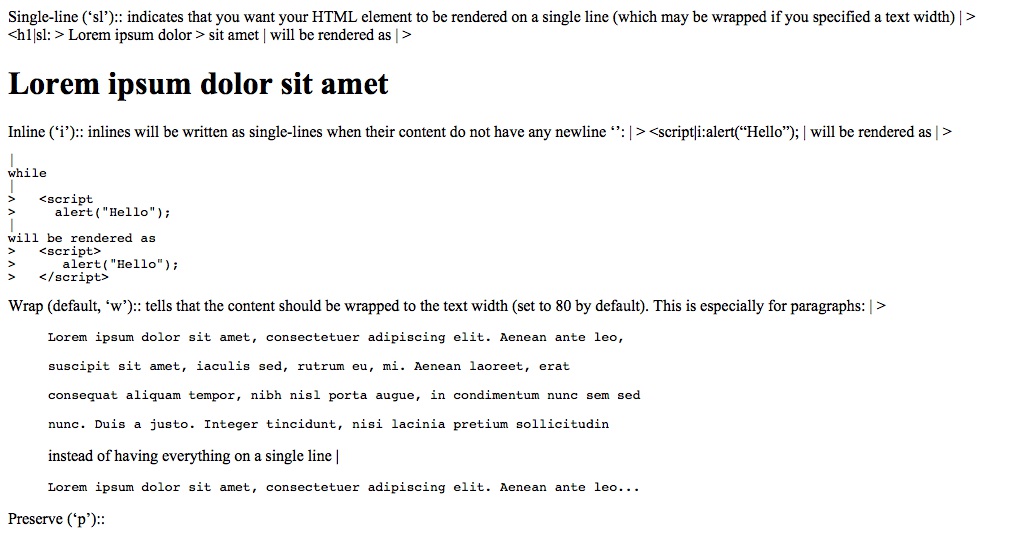 Single-line (‘sl’):: indicates that you want your HTML element to be rendered on a single line (which may be wrapped if you specified a text width) | >
<h1|sl: > Lorem ipsum dolor > sit amet | will be rendered as | >
Lorem ipsum dolor sit amet
Inline (‘i’):: inlines will be written as single-lines when their content do not have any newline ‘’: | > <script|i:alert(“Hello”); | will be rendered as | >
|
while
|
>   <script
>     alert("Hello");
|
will be rendered as
>   <script>
>      alert("Hello");
>   </script>
Wrap (default, ‘w’):: tells that the content should be wrapped to the text width (set to 80 by default). This is especially for paragraphs: | >
Lorem ipsum dolor sit amet, consectetuer adipiscing elit. Aenean ante leo,
suscipit sit amet, iaculis sed, rutrum eu, mi. Aenean laoreet, erat
consequat aliquam tempor, nibh nisl porta augue, in condimentum nunc sem sed
nunc. Duis a justo. Integer tincidunt, nisi lacinia pretium sollicitudin
instead of having everything on a single line |
Lorem ipsum dolor sit amet, consectetuer adipiscing elit. Aenean ante leo...
Preserve (‘p’)::